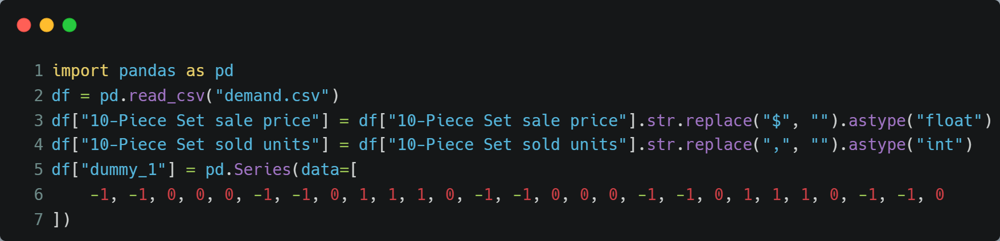 1 import pandas as pd
2 df = pd.read_csv("demand.csv")
3 df["10-Piece Set sale price"] = df["10-Piece Set sale price"].str.replace("$", "").astype("float")
4 df["10-Piece Set sold units"] = df["10-Piece Set sold units"].str.replace(",", "").astype("int")
5 df["dummy_1"] = pd.Series(data=[
6     -1, -1, 0, 0, 0, -1, -1, 0, 1, 1, 1, 0, -1, -1, 0, 0, 0, -1, -1, 0, 1, 1, 1, 0, -1, -1, 0
7 ])